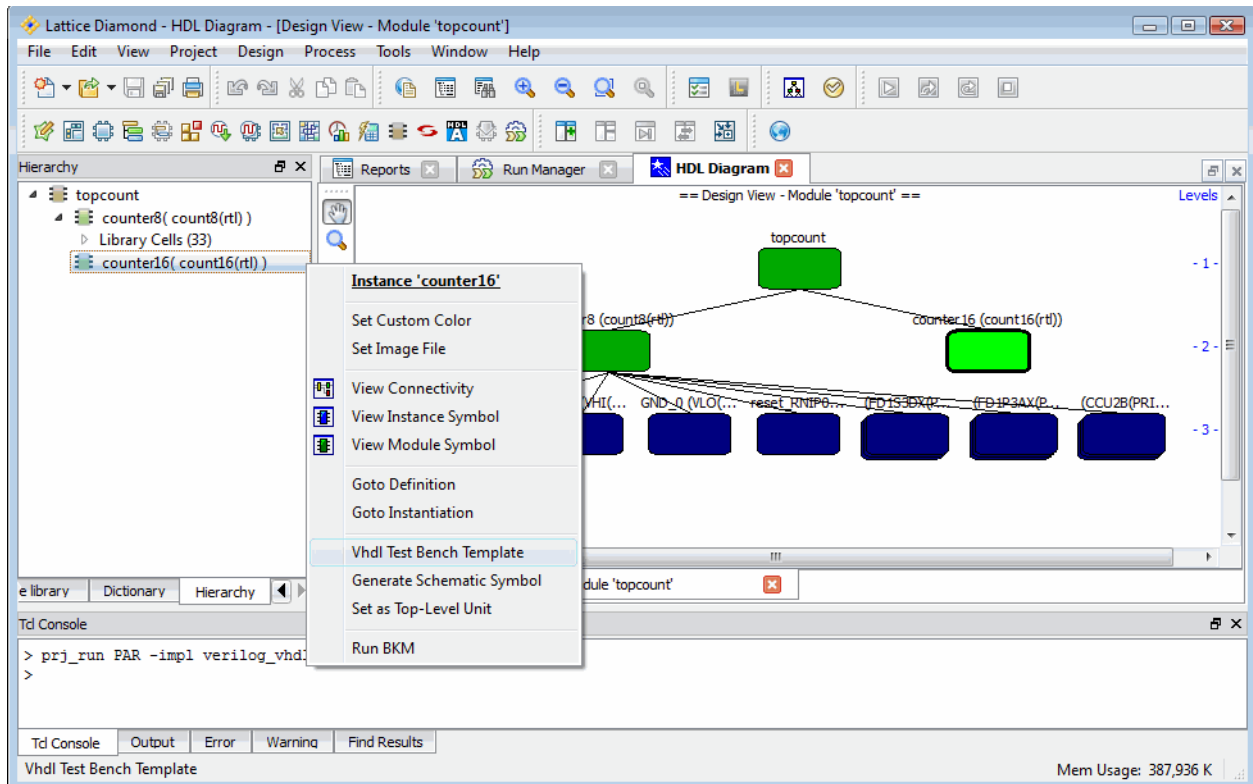 Lattice Diamond - HDL Diagram - [Design View - Module 'topcount']
File Edit View Project Design Process Tools Window Help
Hierarchy
Reports
Run Manager
HDL Diagram
topcount
counter8( count8(rtl) )
Library Cells (33)
counter16( count16(rtl) )
== Design View - Module 'topcount' ==
Levels
topcount
- 1 -
r8 (count8(rtl))
counter16 (count16(rtl))
- 2 -
VHI(...
GND_0 (VLO(...
reset_RNIP0...
(FD1S3DX(P...
(FD1P3AX(P...
(CCU2B(PRI...
- 3 -
Instance 'counter16'
Set Custom Color
Set Image File
View Connectivity
View Instance Symbol
View Module Symbol
Goto Definition
Goto Instantiation
Vhdl Test Bench Template
Generate Schematic Symbol
Set as Top-Level Unit
Run BKM
e library Dictionary Hierarchy
dule 'topcount'
Tcl Console
> prj_run PAR -impl verilog_vhdl
>
Tcl Console Output Error Warning Find Results
Vhdl Test Bench Template
Mem Usage: 387,936 K